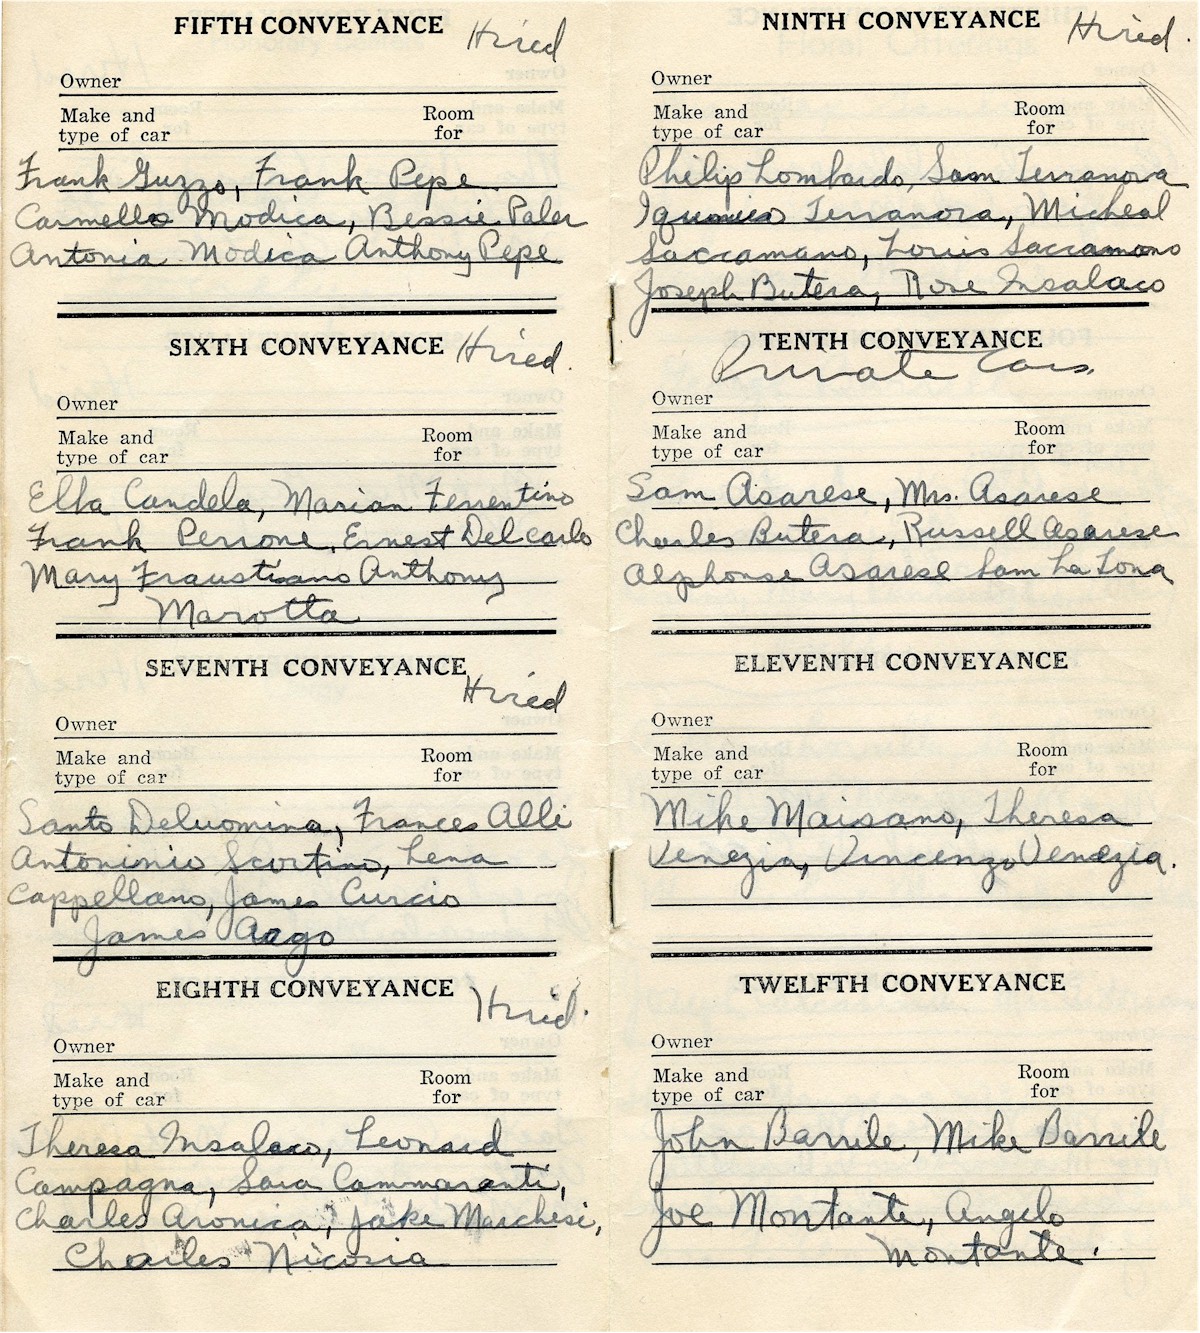 FIFTH CONVEYANCE Hired
Owner
Make and Room
type of car for
Frank Guzzo, Frank Pepe
Carmello Modica, Bessie Paler
Antonia Modica Anthony Pepe
SIXTH CONVEYANCE Hired.
Owner
Make and Room
type of car for
Ella Candela, Marian Ferrentino
Frank Perrone, Ernest Delcarlo
Mary Fraustiano Anthony
Marotta
SEVENTH CONVEYANCE Hired
Owner
Make and Room
type of car for
Santo Deluomina, Frances Alli
Antoninio Scortino, Lena
Cappellano, James Curcio
James Aago
EIGHTH CONVEYANCE Hired.
Owner
Make and Room
type of car for
Theresa Insalaco, Leonard
Campagna, Sara Cammaranti,
Charles Aronica, Jake Marchesi,
Charles Nicosia
NINTH CONVEYANCE Hired.
Owner
Make and Room
type of car for
Philip Lombardo, Sam Terranova
Terranova, Micheal
Saccamano, Louis Saccamano
Joseph Butera, Rose Insalaco
TENTH CONVEYANCE
Private Cars.
Owner
Make and Room
type of car for
Sam Asarese, Mrs. Asarese
Charles Butera, Russell Asarese
Alphonse Asarese Sam La Tona
ELEVENTH CONVEYANCE
Owner
Make and Room
type of car for
Mike Maisano, Theresa
Venezia, Vincenzo Venezia.
TWELFTH CONVEYANCE
Owner
Make and Room
type of car for
John Barrile, Mike Barrile
Joe Montante, Angelo
Montante.